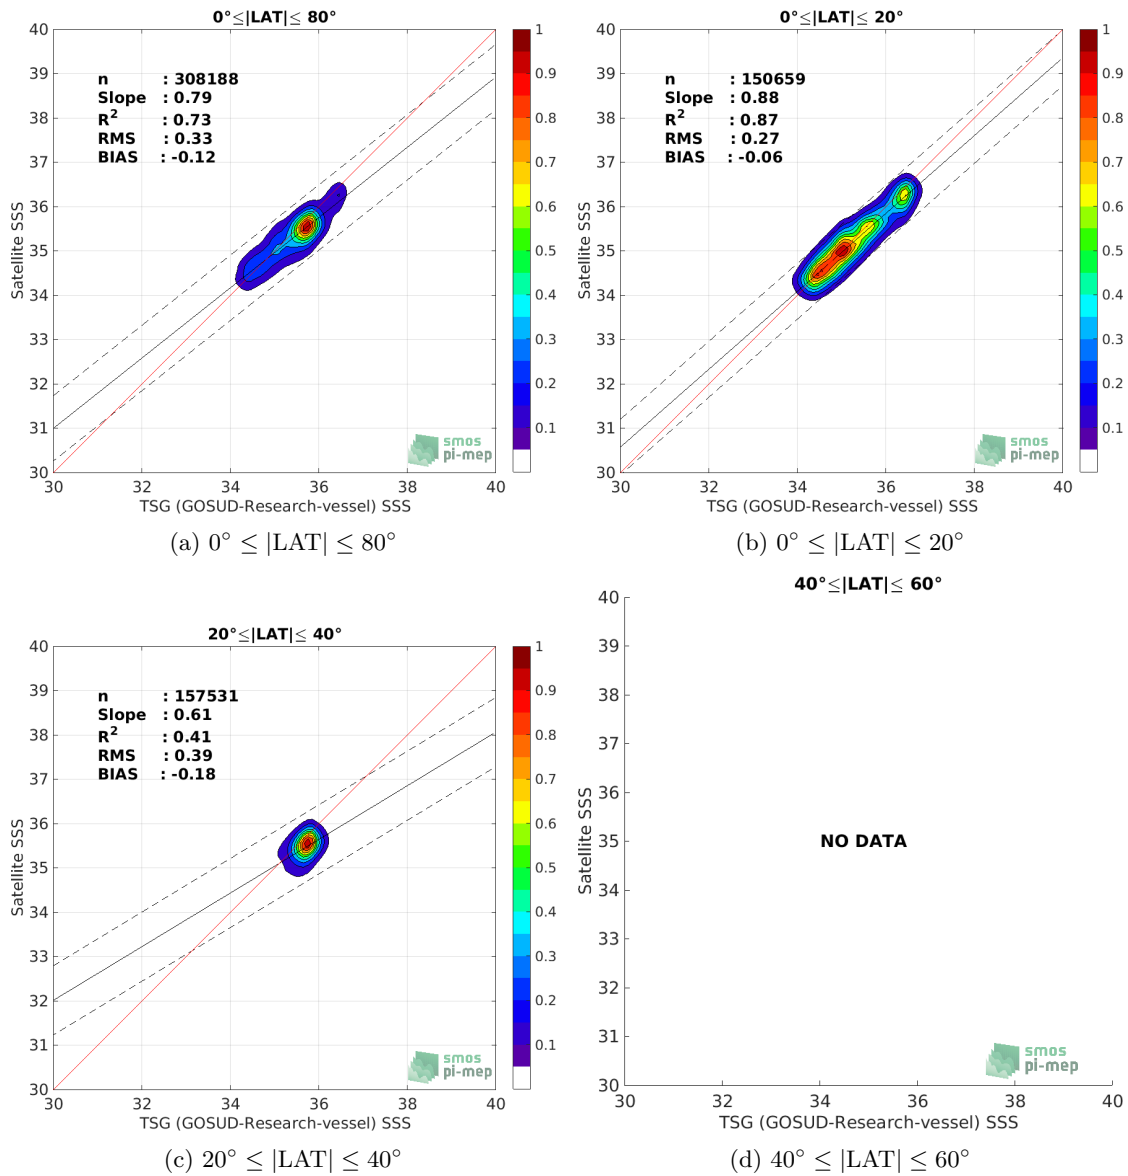 0°≤|LAT|≤ 80°
40
39
38
37
36
35
34
33
32
31
30
Satellite SSS
n : 308188
Slope : 0.79
R² : 0.73
RMS : 0.33
BIAS : -0.12
smos
pi-mep
30 32 34 36 38 40
TSG (GOSUD-Research-vessel) SSS
1
0.9
0.8
0.7
0.6
0.5
0.4
0.3
0.2
0.1
(a) 0° ≤ |LAT| ≤ 80°
0°≤|LAT|≤ 20°
40
39
38
37
36
35
34
33
32
31
30
Satellite SSS
n : 150659
Slope : 0.88
R² : 0.87
RMS : 0.27
BIAS : -0.06
smos
pi-mep
30 32 34 36 38 40
TSG (GOSUD-Research-vessel) SSS
1
0.9
0.8
0.7
0.6
0.5
0.4
0.3
0.2
0.1
(b) 0° ≤ |LAT| ≤ 20°
20°≤|LAT|≤ 40°
40
39
38
37
36
35
34
33
32
31
30
Satellite SSS
n : 157531
Slope : 0.61
R² : 0.41
RMS : 0.39
BIAS : -0.18
smos
pi-mep
30 32 34 36 38 40
TSG (GOSUD-Research-vessel) SSS
1
0.9
0.8
0.7
0.6
0.5
0.4
0.3
0.2
0.1
(c) 20° ≤ |LAT| ≤ 40°
40°≤|LAT|≤ 60°
40
39
38
37
36
35
34
33
32
31
30
Satellite SSS
NO DATA
smos
pi-mep
30 32 34 36 38 40
TSG (GOSUD-Research-vessel) SSS
(d) 40° ≤ |LAT| ≤ 60°